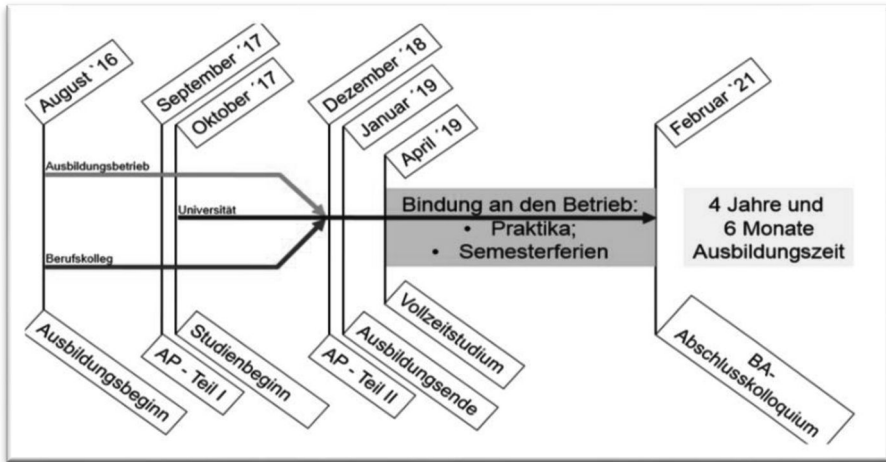 August `16
September ´17
Oktober ´17
Dezember ´18
Januar ´19
April ´19
Februar `21
Ausbildungsbetrieb
Universität
Berufskolleg
Bindung an den Betrieb:
• Praktika;
• Semesterferien
4 Jahre und
6 Monate
Ausbildungszeit
Ausbildungsbeginn
AP - Teil I
Studienbeginn
AP - Teil II
Ausbildungsende
Vollzeitstudium
BA-
Abschlusskolloquium